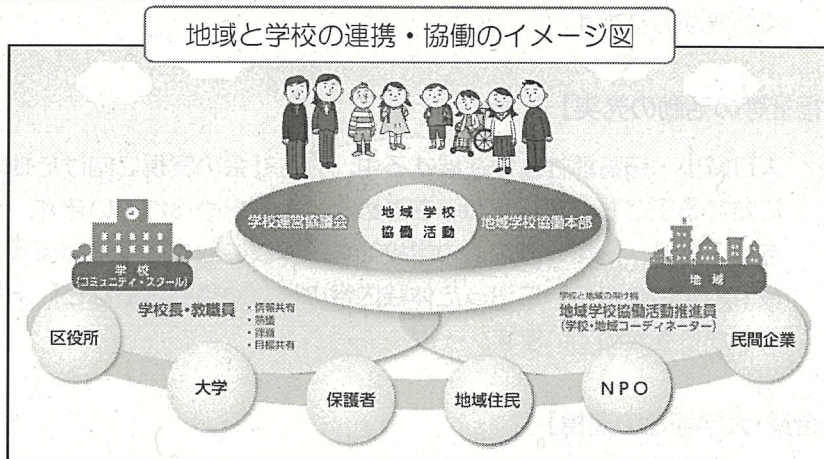 地域と学校の連携・協働のイメージ図
学校運営協議会
地域 学校
協働 活動
地域学校協働本部
学校
(コミュニティ・スクール)
地域
学校長・教職員
・情報共有
・熟議
・課題
・目標共有
学校と地域の架け橋
地域学校協働活動推進員
(学校・地域コーディネーター)
区役所
大学
保護者
地域住民
NPO
民間企業